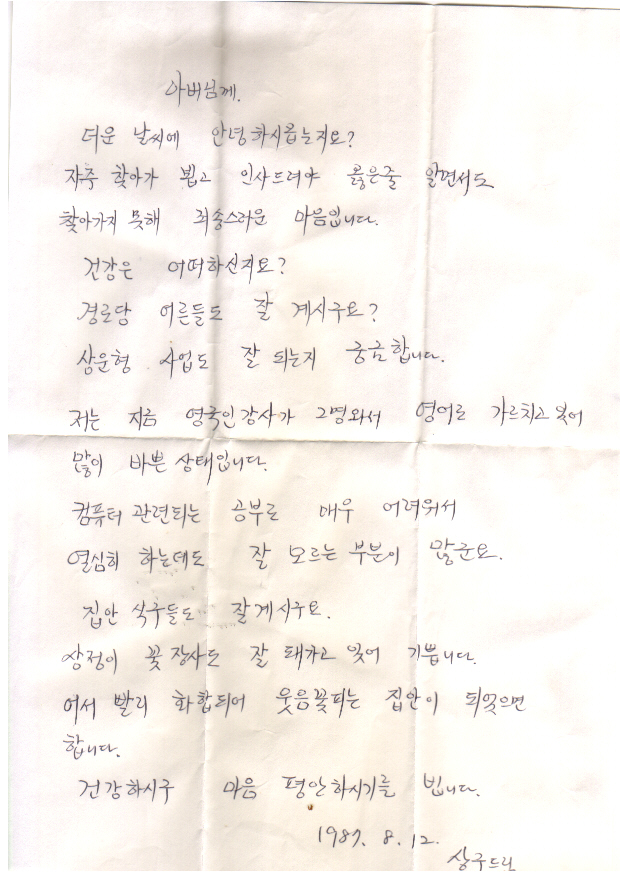 아버님께.
더운 날씨에 안녕하시옵는지요?
자주 찾아가 뵙고 인사드려야 옳은줄 알면서도
찾아가지 못해 죄송스러운 마음입니다.
건강은 어떠하신지요?
경로당 어른들도 잘 계시구요?
상운형 사업도 잘 되는지 궁금합니다.
저는 지금 영국인강사가 2명와서 영어로 가르치고 있어
많이 바쁜 상태입니다.
컴퓨터 관련되는 공부로 매우 어려워서
열심히 하는데도 잘 모르는 부분이 많군요.
집안 식구들도 잘계시구요.
상정이 꽃장사도 잘 돼가고 있어 기쁩니다.
어서 빨리 화합되어 웃음꽃피는 집안이 되었으면
합니다.
건강하시구 마음 평안하시기를 빕니다.
1987. 8. 12.
상구드림